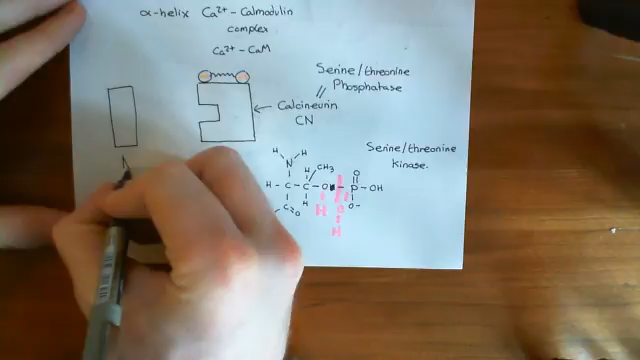 α-helix Ca²⁺ - Calmodulin
complex.
Ca²⁺ - CaM
Serine/threonine
Phosphatase
Calcineurin
CN
Serine/threonine
kinase.
H H
N
H CH₃ O
H - C - C - O - P - OH
H O-
C=O
H O
H